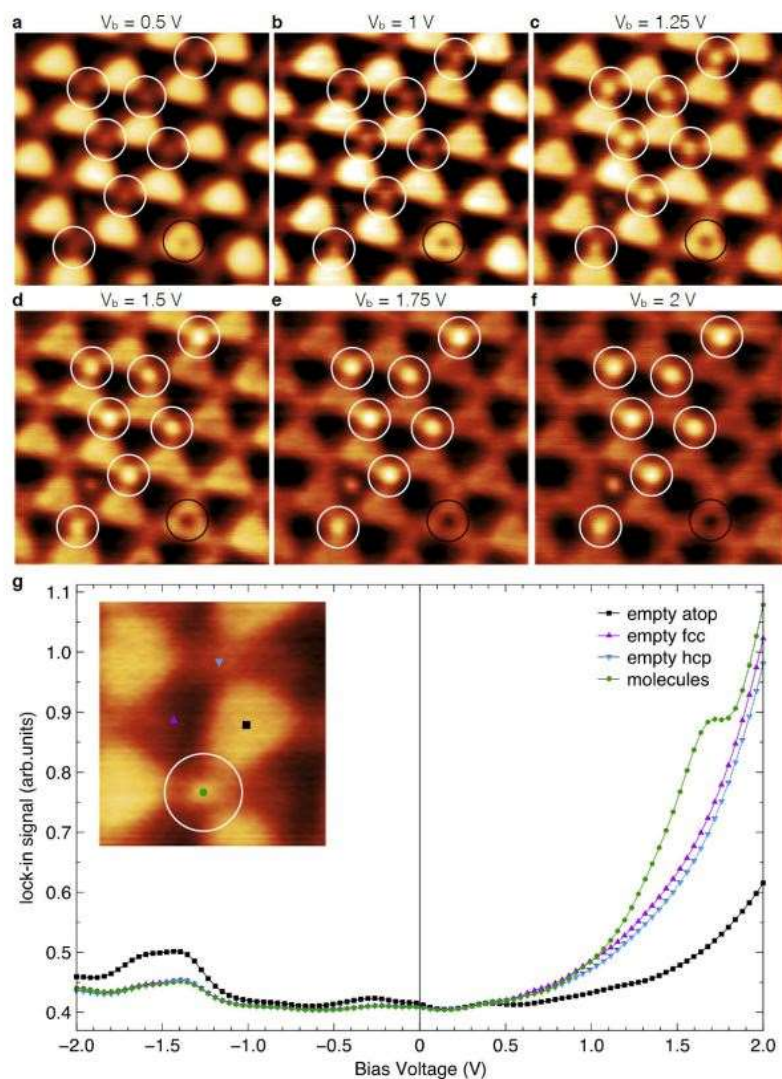 a V_b = 0.5 V b V_b = 1 V c V_b = 1.25 V
d V_b = 1.5 V e V_b = 1.75 V f V_b = 2 V
g
1.1
1.0
0.9
0.8
0.7
0.6
0.5
0.4
lock-in signal (arb.units)
empty atop
empty fcc
empty hcp
molecules
−2.0 −1.5 −1.0 −0.5 0 0.5 1.0 1.5 2.0
Bias Voltage (V)